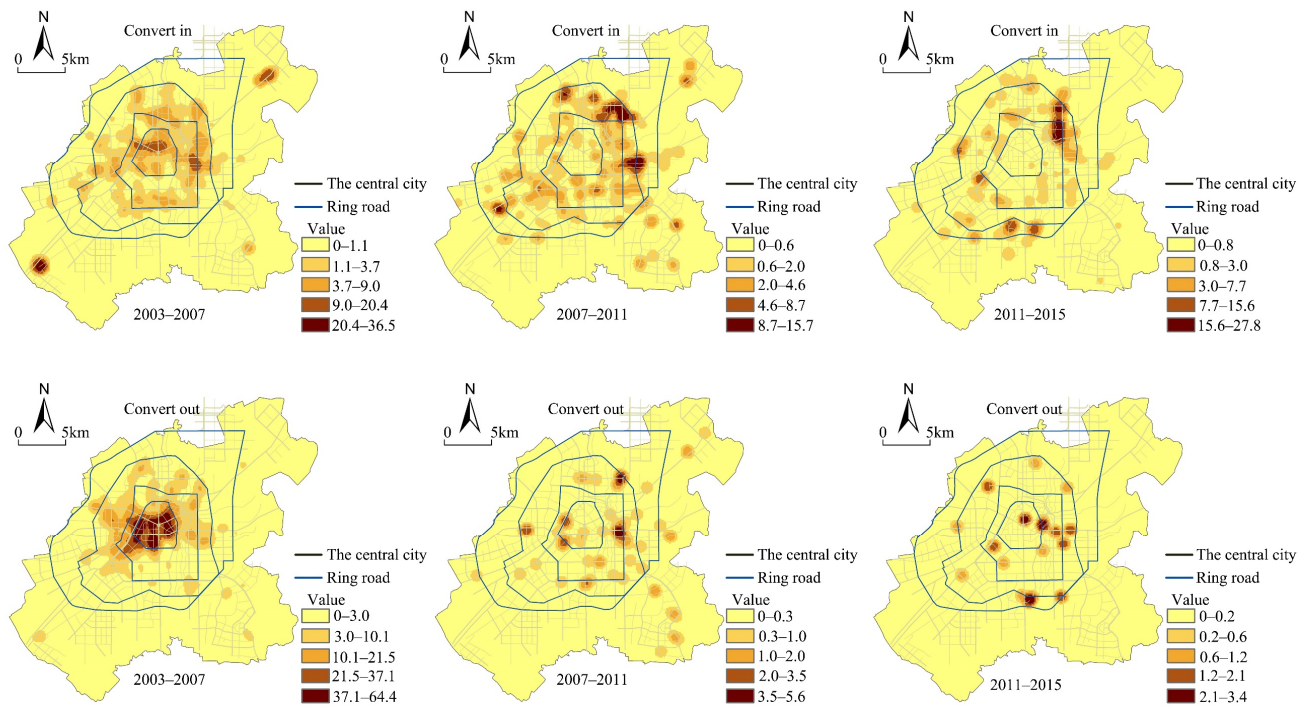 N
Convert in
0 5km
The central city
Ring road
Value
0–1.1
1.1–3.7
3.7–9.0
9.0–20.4
20.4–36.5
2003–2007
N
Convert in
0 5km
The central city
Ring road
Value
0–0.6
0.6–2.0
2.0–4.6
4.6–8.7
8.7–15.7
2007–2011
N
Convert in
0 5km
The central city
Ring road
Value
0–0.8
0.8–3.0
3.0–7.7
7.7–15.6
15.6–27.8
2011–2015
N
Convert out
0 5km
The central city
Ring road
Value
0–3.0
3.0–10.1
10.1–21.5
21.5–37.1
37.1–64.4
2003–2007
N
Convert out
0 5km
The central city
Ring road
Value
0–0.3
0.3–1.0
1.0–2.0
2.0–3.5
3.5–5.6
2007–2011
N
Convert out
0 5km
The central city
Ring road
Value
0–0.2
0.2–0.6
0.6–1.2
1.2–2.1
2.1–3.4
2011–2015